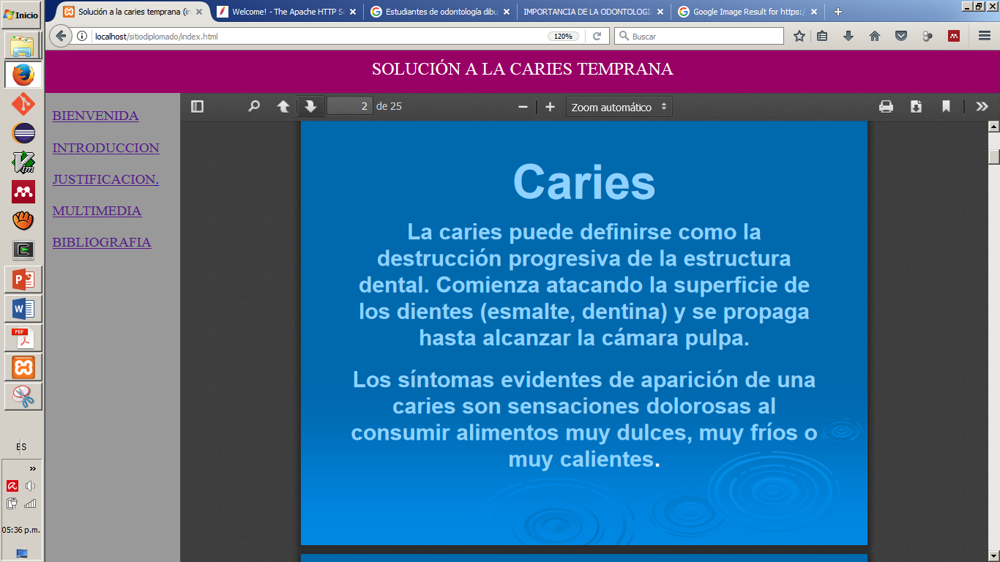 Inicio
Solución a la caries temprana (in
Welcome! - The Apache HTTP Se
Estudiantes de odontología dibu
IMPORTANCIA DE LA ODONTOLOGI
Google Image Result for https:/
localhost/sitiodiplomado/index.html
120%
Buscar
SOLUCIÓN A LA CARIES TEMPRANA
BIENVENIDA
INTRODUCCION
JUSTIFICACION.
MULTIMEDIA
BIBLIOGRAFIA
2 de 25
Zoom automático
Caries
La caries puede definirse como la
destrucción progresiva de la estructura
dental. Comienza atacando la superficie de
los dientes (esmalte, dentina) y se propaga
hasta alcanzar la cámara pulpa.
Los síntomas evidentes de aparición de una
caries son sensaciones dolorosas al
consumir alimentos muy dulces, muy fríos o
muy calientes.
ES
05:36 p.m.